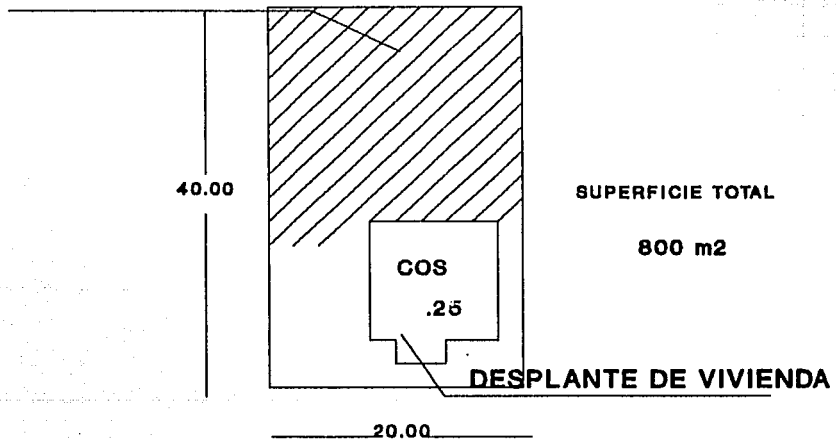 40.00
SUPERFICIE TOTAL
800 m2
COS
.25
DESPLANTE DE VIVIENDA
20.00